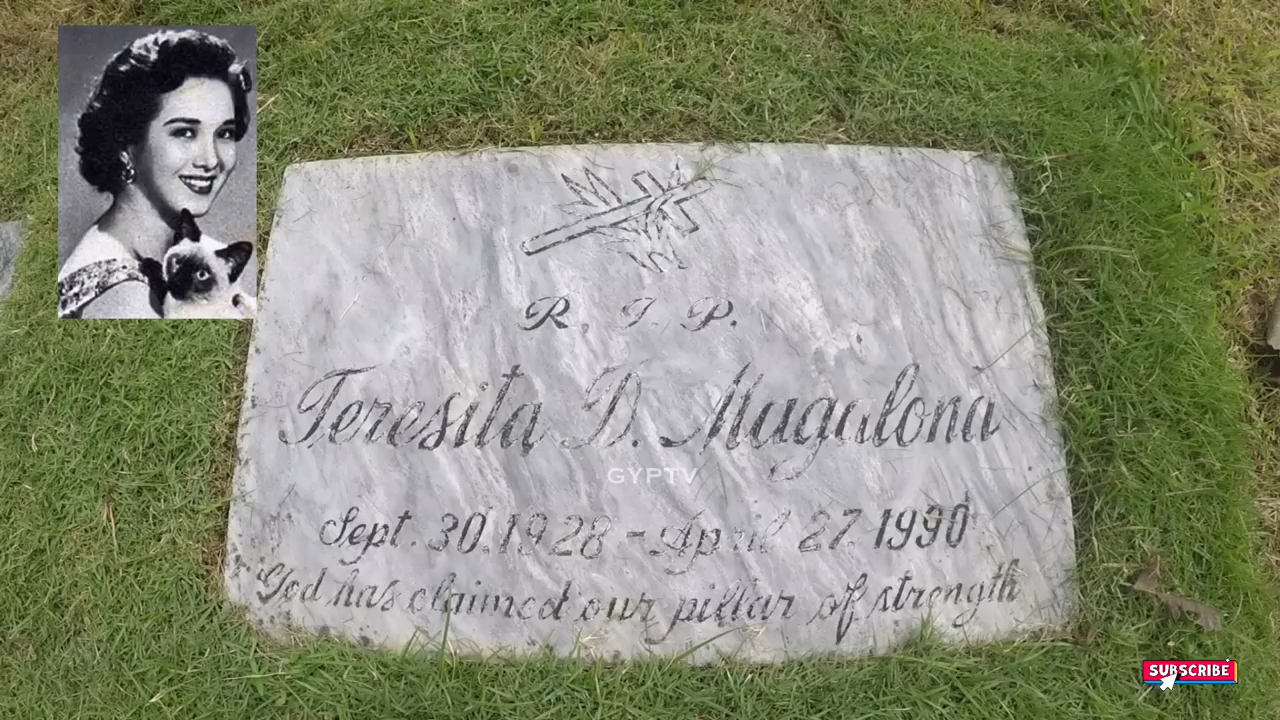 R. I. P.
Teresita D. Magalona
GYPTV
Sept. 30, 1928 - April 27, 1990
"God has claimed our pillar of strength
SUBSCRIBE